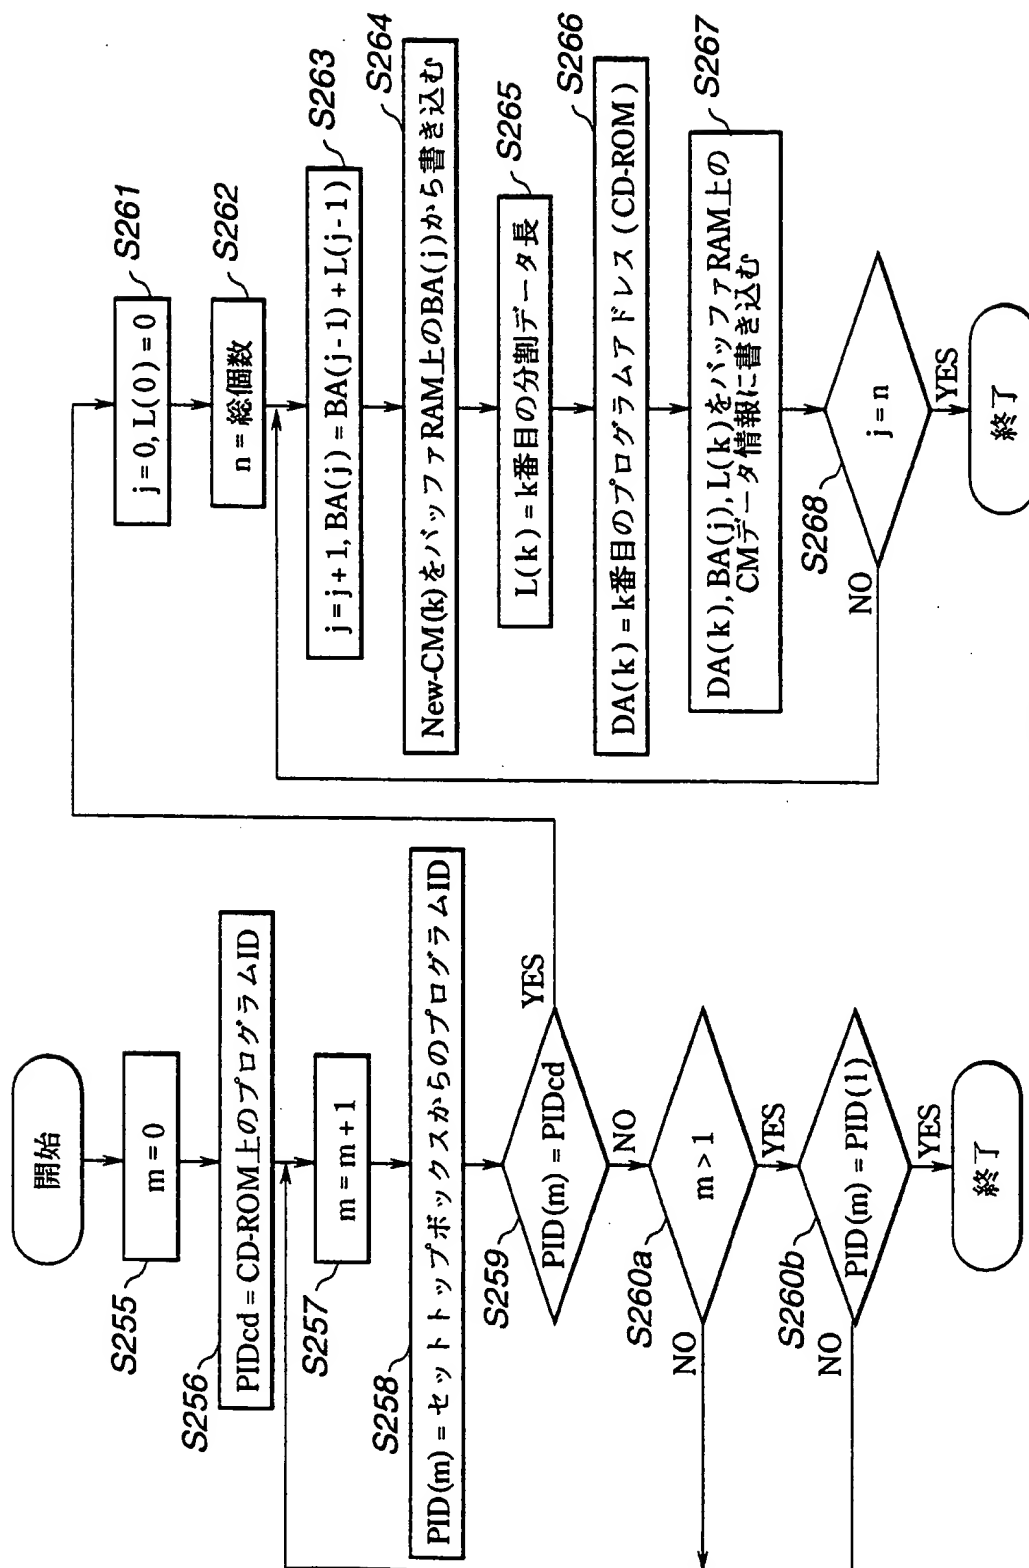 開始
S255
m = 0
S256
PIDcd = CD-ROM上のプログラムID
S257
m = m + 1
S258
PID(m) = セットトップボックスからのプログラムID
S259
PID(m) = PIDcd
YES
NO
S260a
m > 1
NO
YES
S260b
PID(m) = PID(1)
NO
YES
終了
S261
j = 0, L(0) = 0
S262
n = 総個数
S263
j = j + 1, BA(j) = BA(j-1) + L(j-1)
S264
New-CM(k)をバッファRAM上のBA(j)から書き込む
S265
L(k) = k番目の分割データ長
S266
DA(k) = k番目のプログラムアドレス(CD-ROM)
S267
DA(k), BA(j), L(k)をバッファRAM上の
CMデータ情報に書き込む
S268
j = n
NO
YES
終了